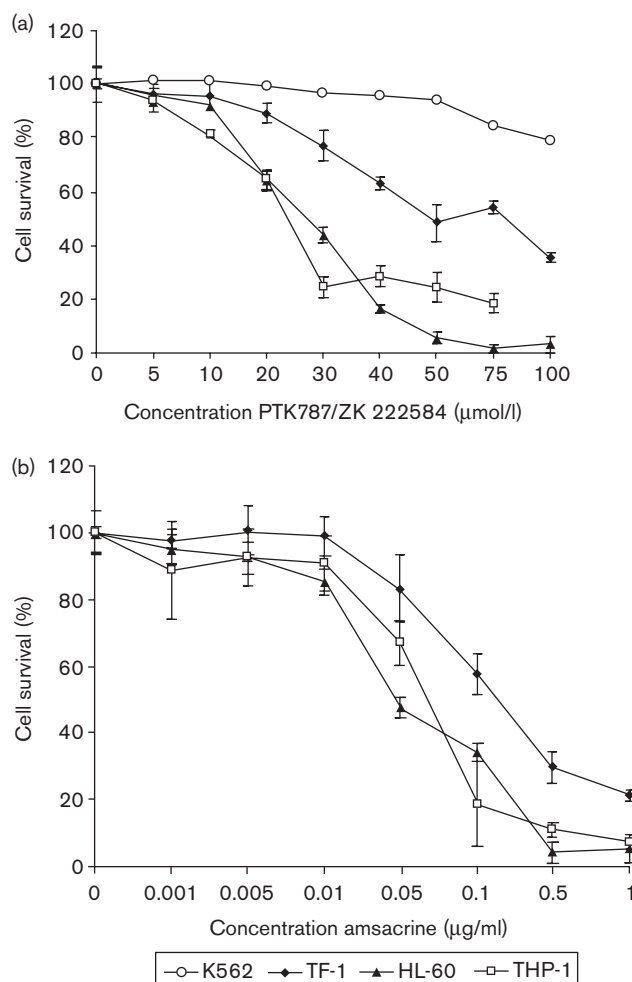 (a)
120
100
80
60
40
20
0
Cell survival (%)
0 5 10 20 30 40 50 75 100
Concentration PTK787/ZK 222584 (μmol/l)
(b)
120
100
80
60
40
20
0
Cell survival (%)
0 0.001 0.005 0.01 0.05 0.1 0.5 1
Concentration amsacrine (μg/ml)
K562 TF-1 HL-60 THP-1